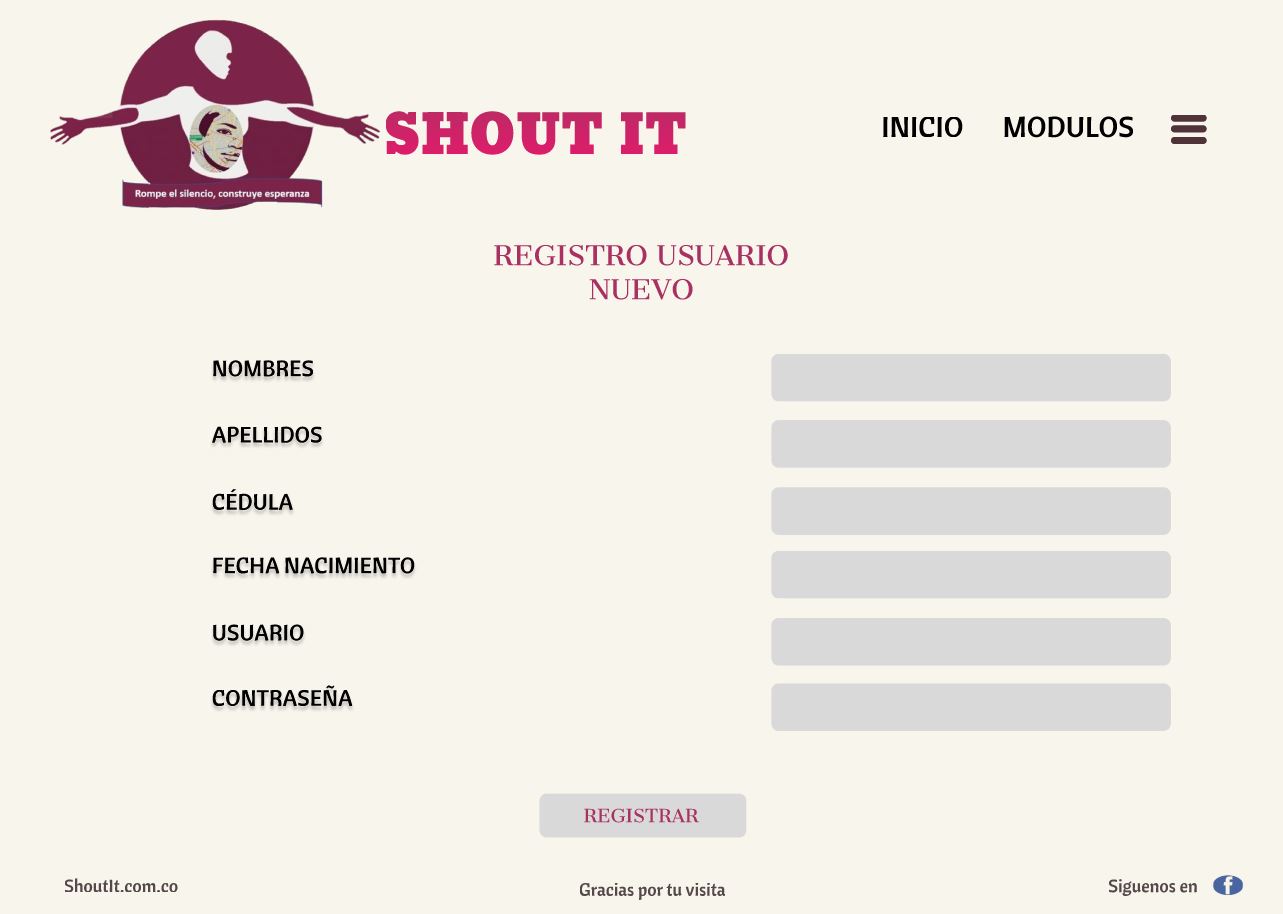 SHOUT IT
INICIO
MODULOS
Rompe el silencio, construye esperanza
REGISTRO USUARIO
NUEVO
NOMBRES
APELLIDOS
CÉDULA
FECHA NACIMIENTO
USUARIO
CONTRASEÑA
REGISTRAR
ShoutIt.com.co
Gracias por tu visita
Siguenos en
f